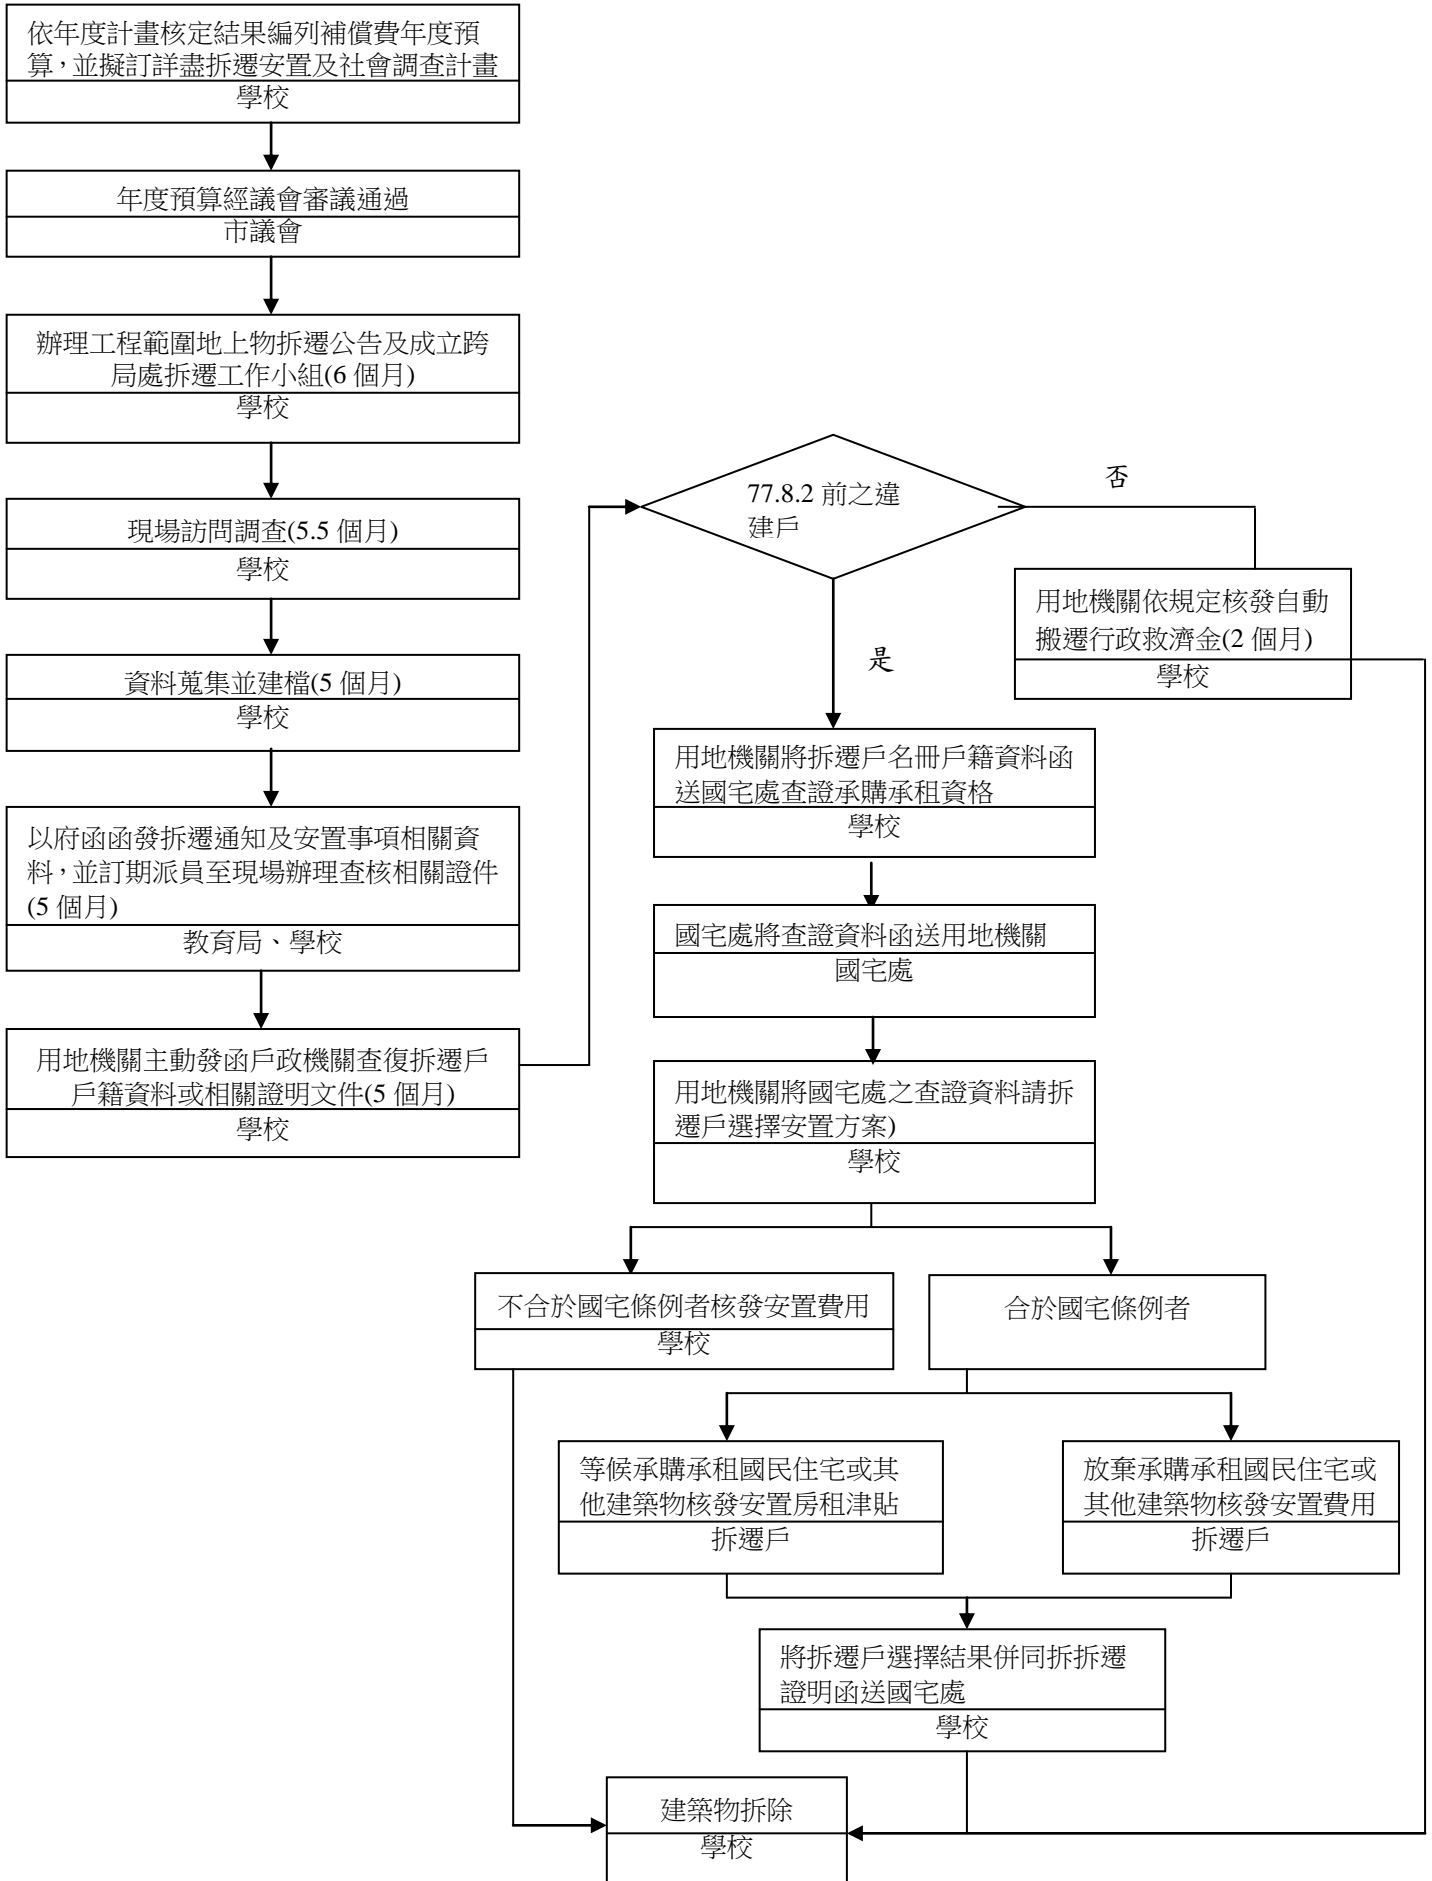 依年度計畫核定結果編列補償費年度預
算,並擬訂詳盡拆遷安置及社會調查計畫
學校
年度預算經議會審議通過
市議會
辦理工程範圍地上物拆遷公告及成立跨
局處拆遷工作小組(6 個月)
學校
現場訪問調查(5.5 個月)
學校
資料蒐集並建檔(5 個月)
學校
以府函函發拆遷通知及安置事項相關資
料,並訂期派員至現場辦理查核相關證件
(5 個月)
教育局、學校
用地機關主動發函戶政機關查復拆遷戶
戶籍資料或相關證明文件(5 個月)
學校
77.8.2 前之違
建戶
否
是
用地機關依規定核發自動
搬遷行政救濟金(2 個月)
學校
用地機關將拆遷戶名冊戶籍資料函
送國宅處查證承購承租資格
學校
國宅處將查證資料函送用地機關
國宅處
用地機關將國宅處之查證資料請拆
遷戶選擇安置方案)
學校
不合於國宅條例者核發安置費用
學校
合於國宅條例者
等候承購承租國民住宅或其
他建築物核發安置房租津貼
拆遷戶
放棄承購承租國民住宅或
其他建築物核發安置費用
拆遷戶
將拆遷戶選擇結果併同拆拆遷
證明函送國宅處
學校
建築物拆除
學校